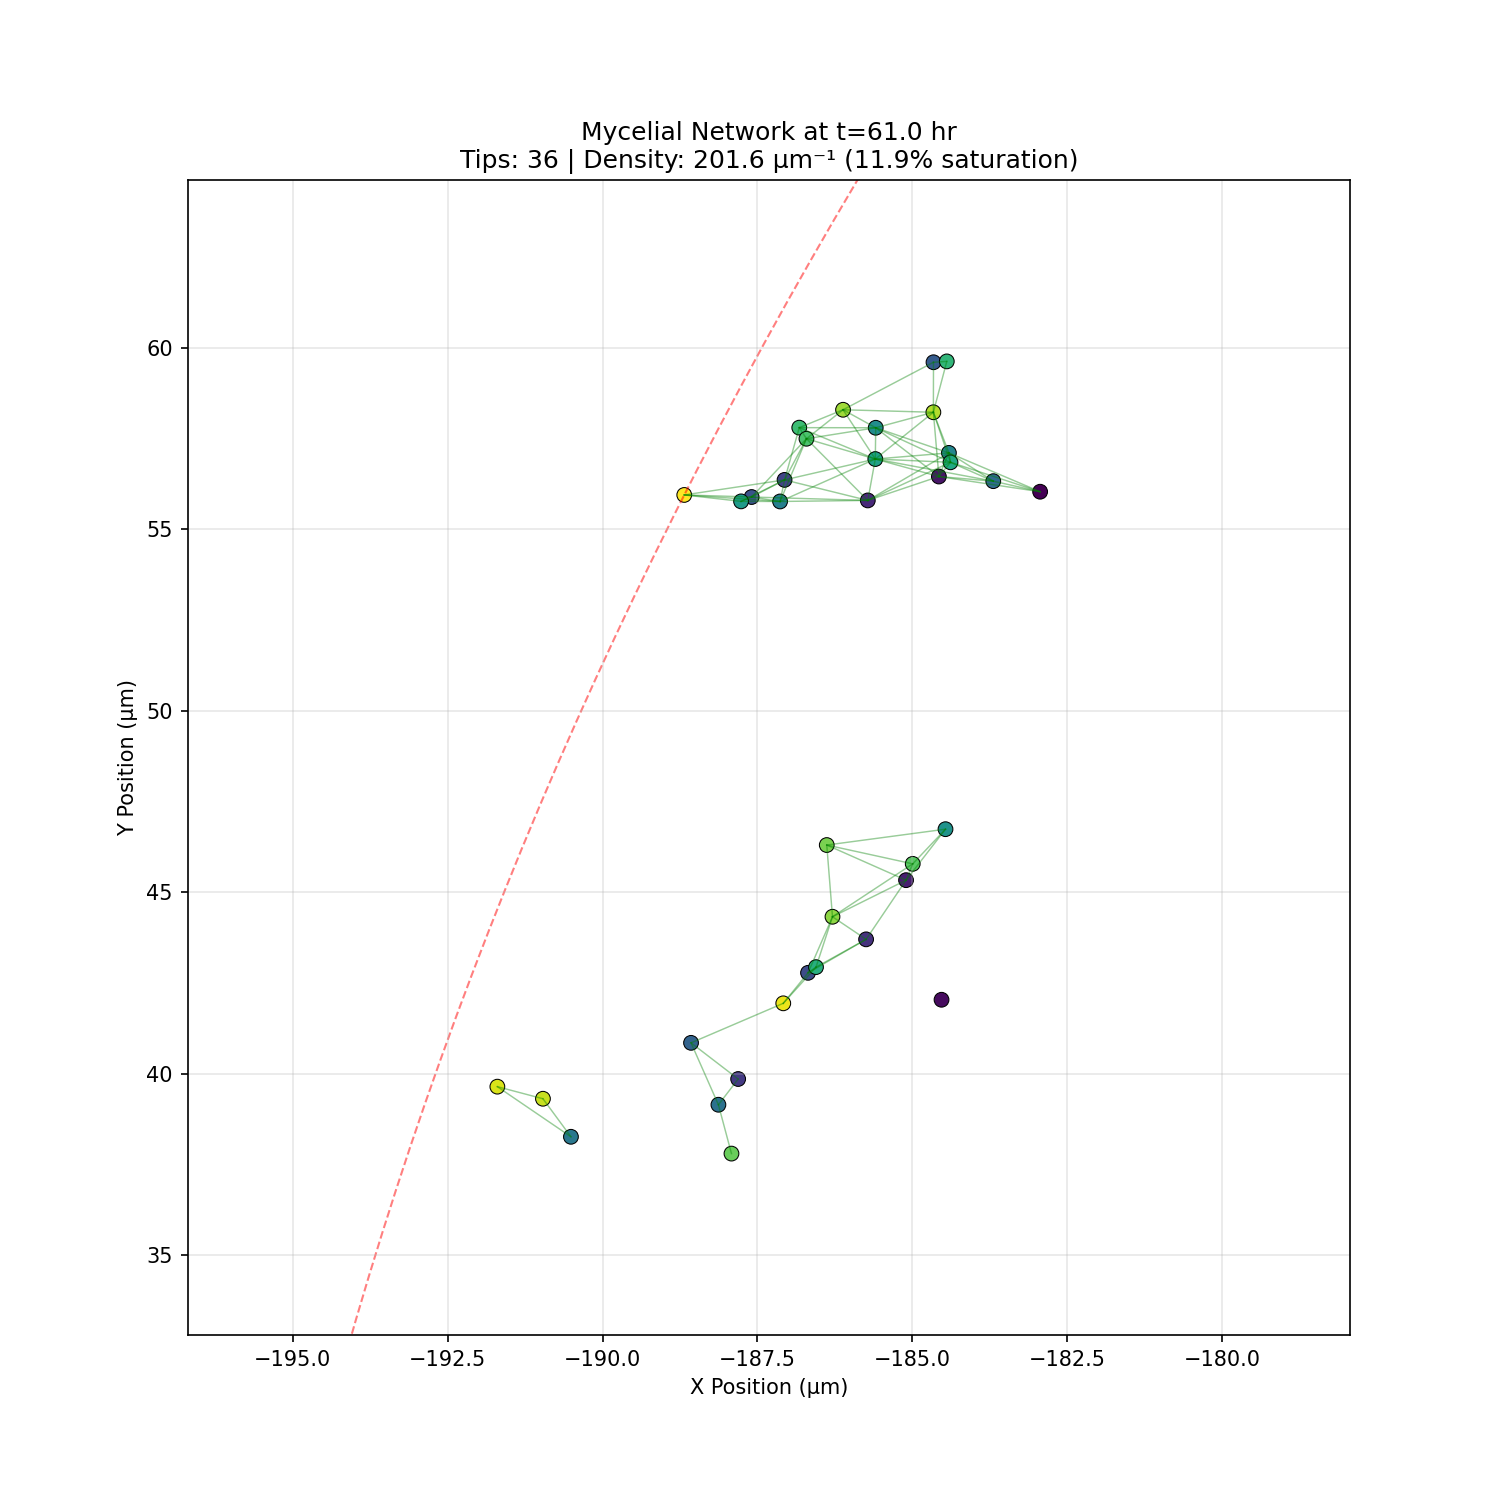 Mycelial Network at t=61.0 hr
Tips: 36 | Density: 201.6 μm⁻¹ (11.9% saturation)
60
55
50
45
40
35
Y Position (μm)
−195.0 −192.5 −190.0 −187.5 −185.0 −182.5 −180.0
X Position (μm)